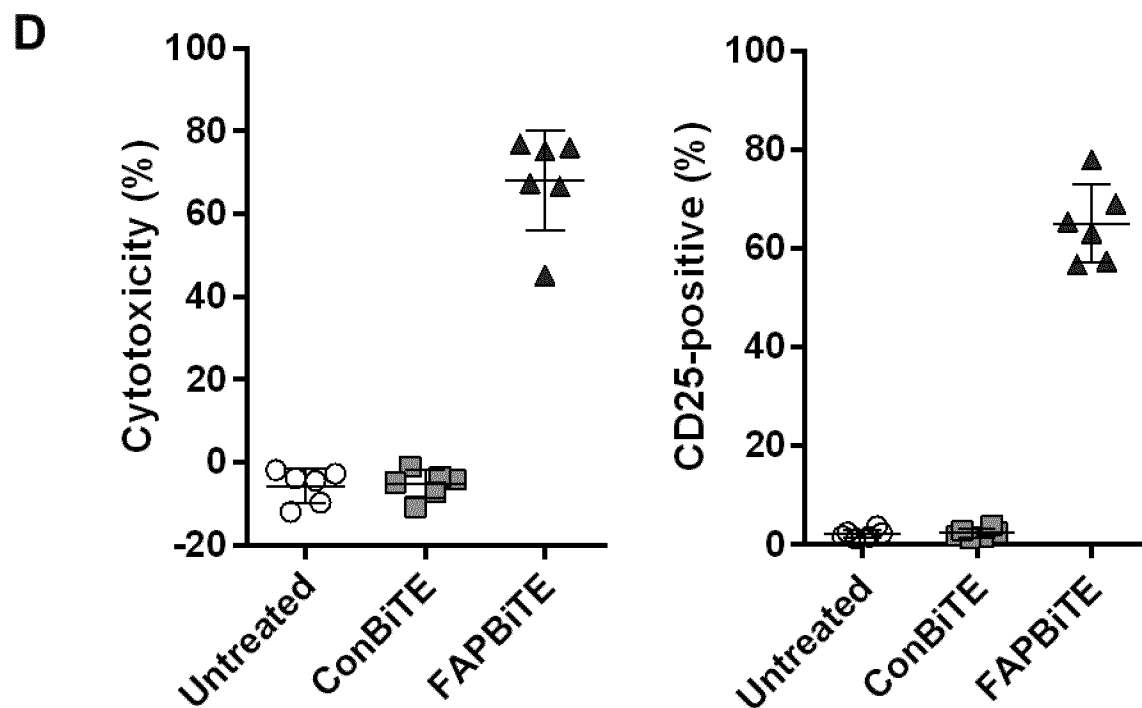 D
Cytotoxicity (%)
100
80
60
40
20
0
-20
Untreated
ConBiTE
FAPBiTE
CD25-positive (%)
100
80
60
40
20
0
Untreated
ConBiTE
FAPBiTE